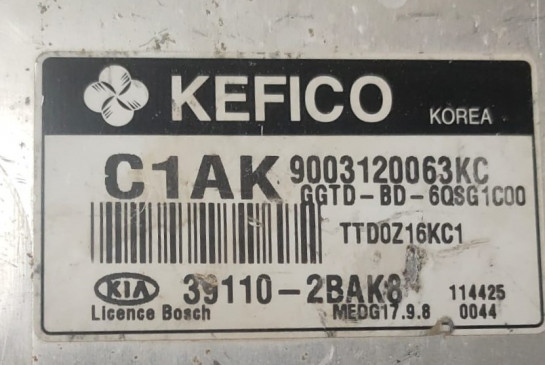 KEFICO KOREA
C1AK 9003120063KC
GGTD-BD-6QSG1C00
TTD0Z16KC1
KIA 39110-2BAK8 114425
Licence Bosch MEDG17.9.8 0044